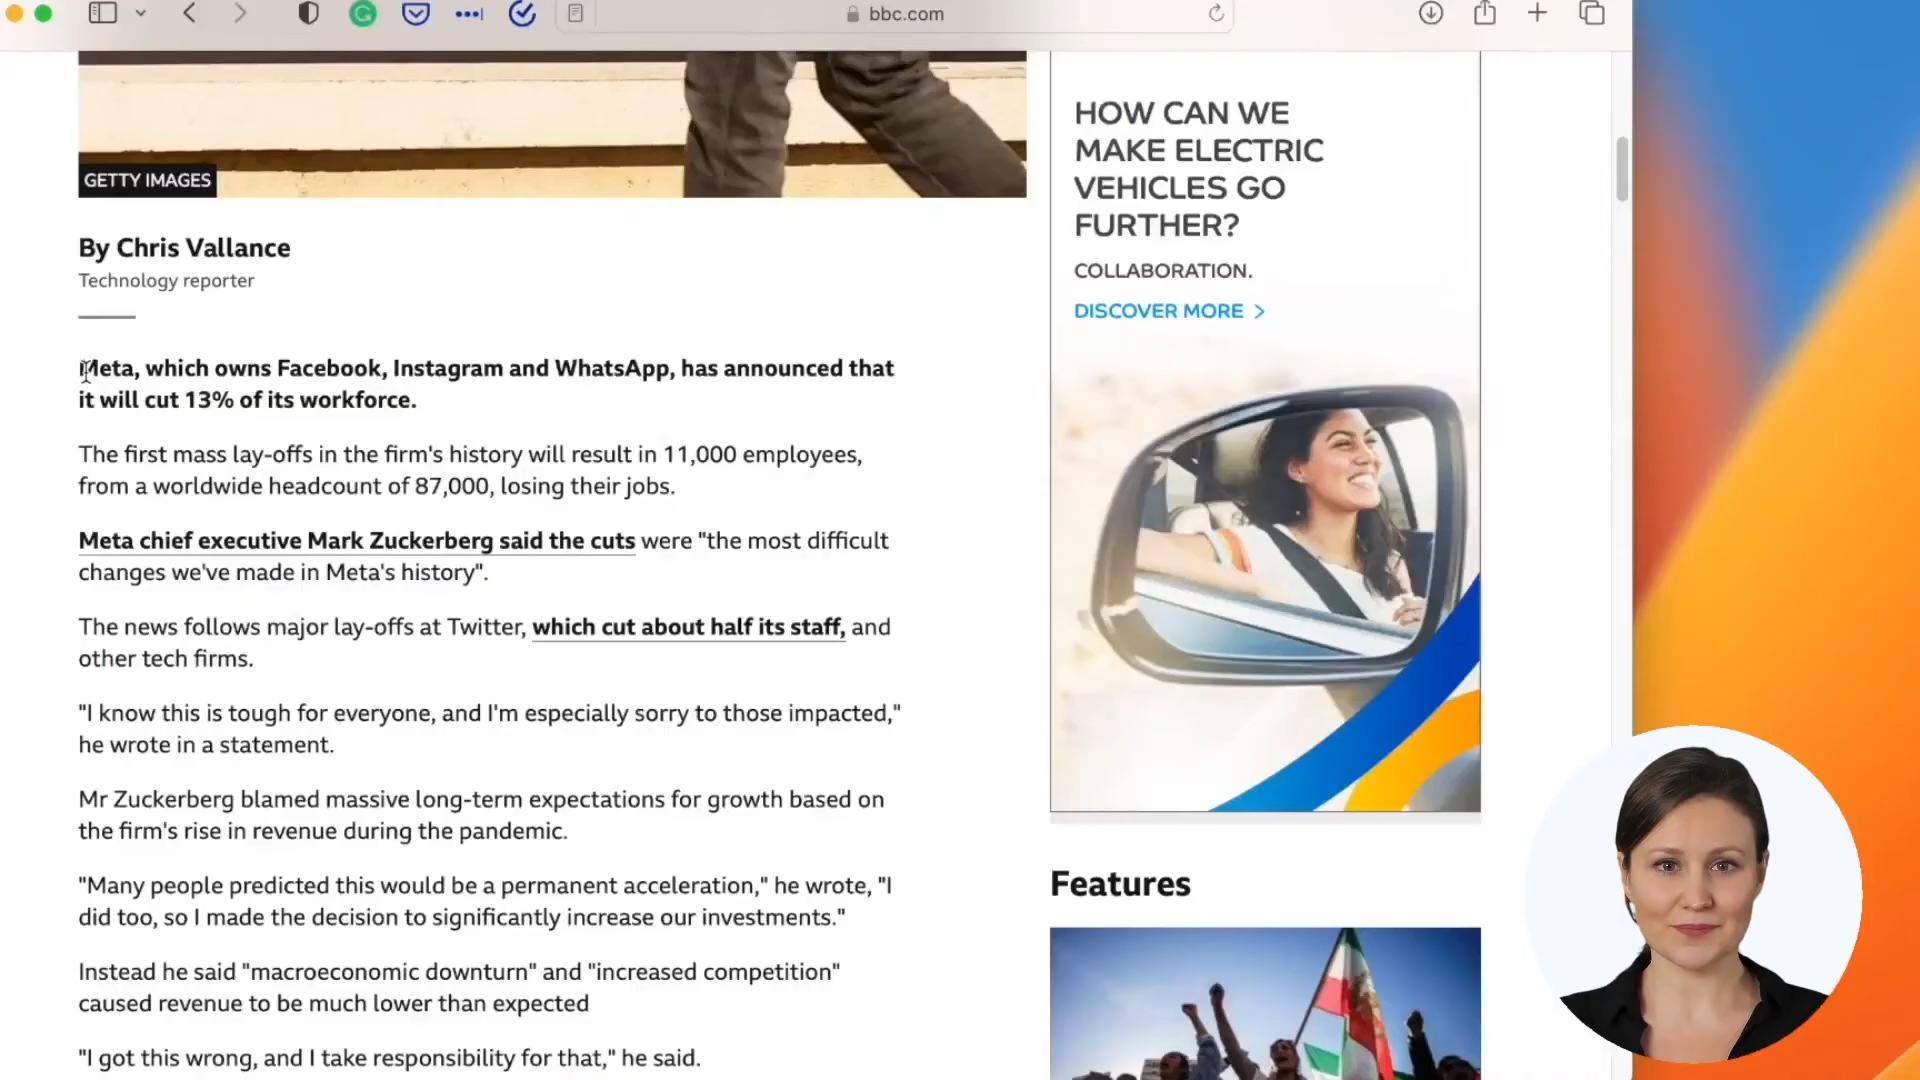 bbc.com
GETTY IMAGES
By Chris Vallance
Technology reporter
Meta, which owns Facebook, Instagram and WhatsApp, has announced that
it will cut 13% of its workforce.
The first mass lay-offs in the firm's history will result in 11,000 employees,
from a worldwide headcount of 87,000, losing their jobs.
Meta chief executive Mark Zuckerberg said the cuts were "the most difficult
changes we've made in Meta's history".
The news follows major lay-offs at Twitter, which cut about half its staff, and
other tech firms.
"I know this is tough for everyone, and I'm especially sorry to those impacted,"
he wrote in a statement.
Mr Zuckerberg blamed massive long-term expectations for growth based on
the firm's rise in revenue during the pandemic.
"Many people predicted this would be a permanent acceleration," he wrote, "I
did too, so I made the decision to significantly increase our investments."
Instead he said "macroeconomic downturn" and "increased competition"
caused revenue to be much lower than expected
"I got this wrong, and I take responsibility for that," he said.
HOW CAN WE
MAKE ELECTRIC
VEHICLES GO
FURTHER?
COLLABORATION.
DISCOVER MORE >
Features